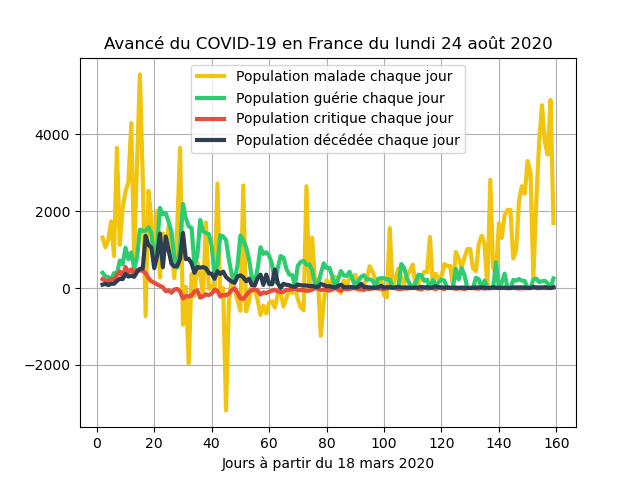 Avancé du COVID-19 en France du lundi 24 août 2020
Population malade chaque jour
Population guérie chaque jour
Population critique chaque jour
Population décédée chaque jour
4000
2000
0
−2000
0 20 40 60 80 100 120 140 160
Jours à partir du 18 mars 2020